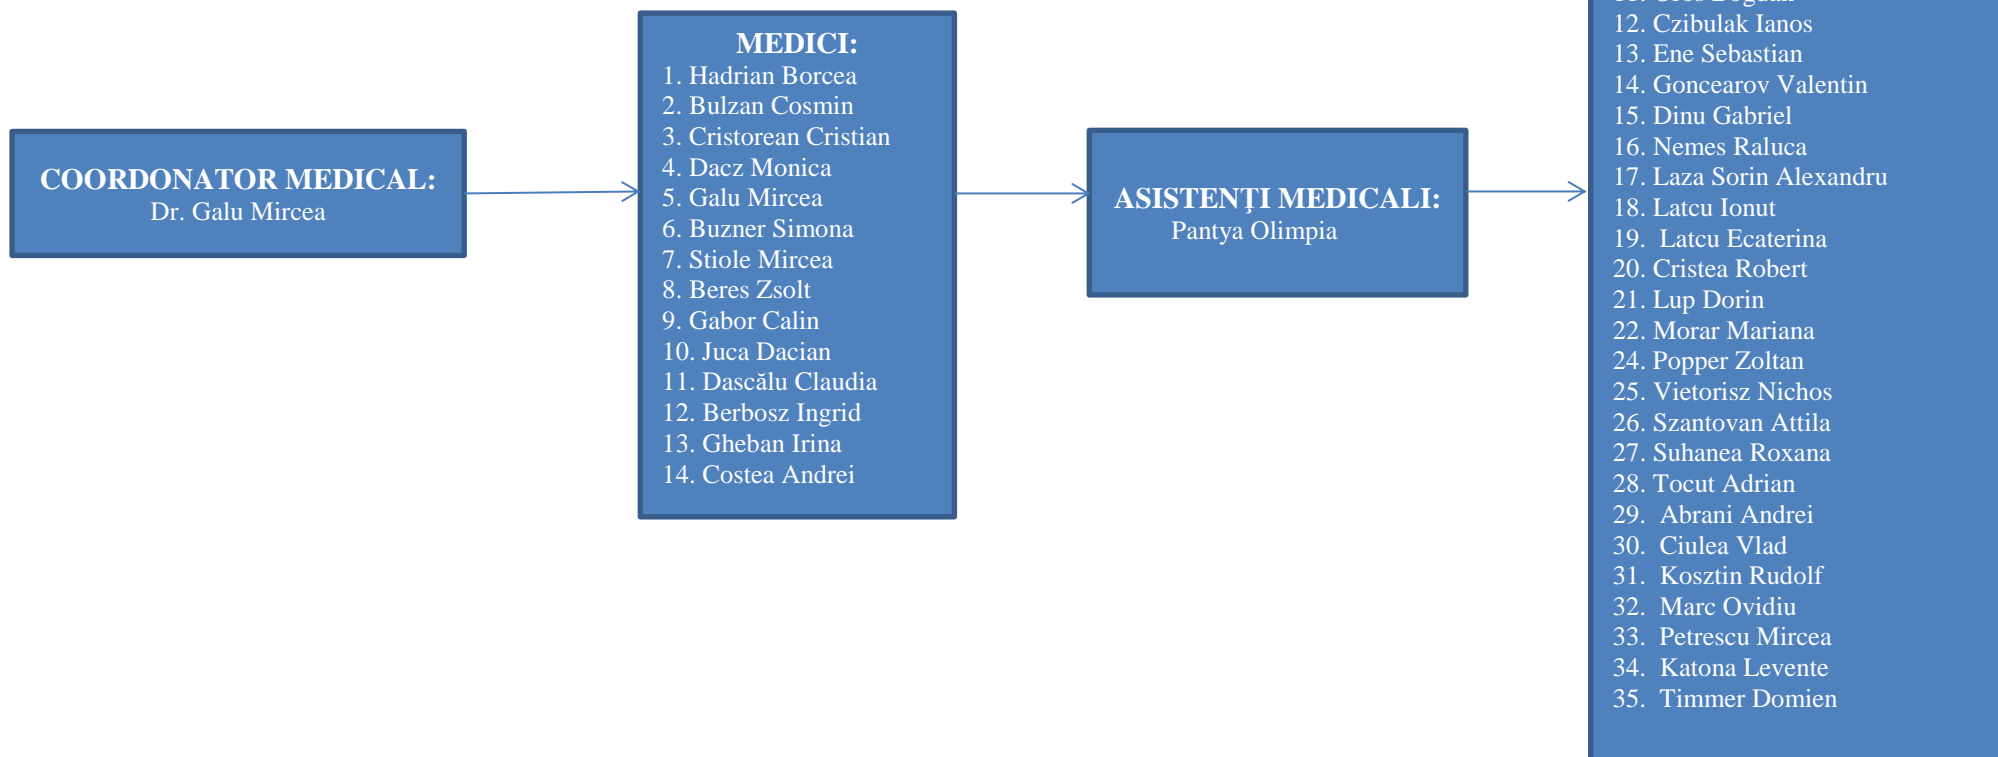 COORDONATOR MEDICAL:
Dr. Galu Mircea
MEDICI:
1. Hadrian Borcea
2. Bulzan Cosmin
3. Cristorean Cristian
4. Dacz Monica
5. Galu Mircea
6. Buzner Simona
7. Stiole Mircea
8. Beres Zsolt
9. Gabor Calin
10. Juca Dacian
11. Dascălu Claudia
12. Berbosz Ingrid
13. Gheban Irina
14. Costea Andrei
ASISTENŢI MEDICALI:
Pantya Olimpia
12. Czibulak Ianos
13. Ene Sebastian
14. Goncearov Valentin
15. Dinu Gabriel
16. Nemes Raluca
17. Laza Sorin Alexandru
18. Latcu Ionut
19. Latcu Ecaterina
20. Cristea Robert
21. Lup Dorin
22. Morar Mariana
24. Popper Zoltan
25. Vietorisz Nichos
26. Szantovan Attila
27. Suhanea Roxana
28. Tocut Adrian
29. Abrani Andrei
30. Ciulea Vlad
31. Kosztin Rudolf
32. Marc Ovidiu
33. Petrescu Mircea
34. Katona Levente
35. Timmer Domien